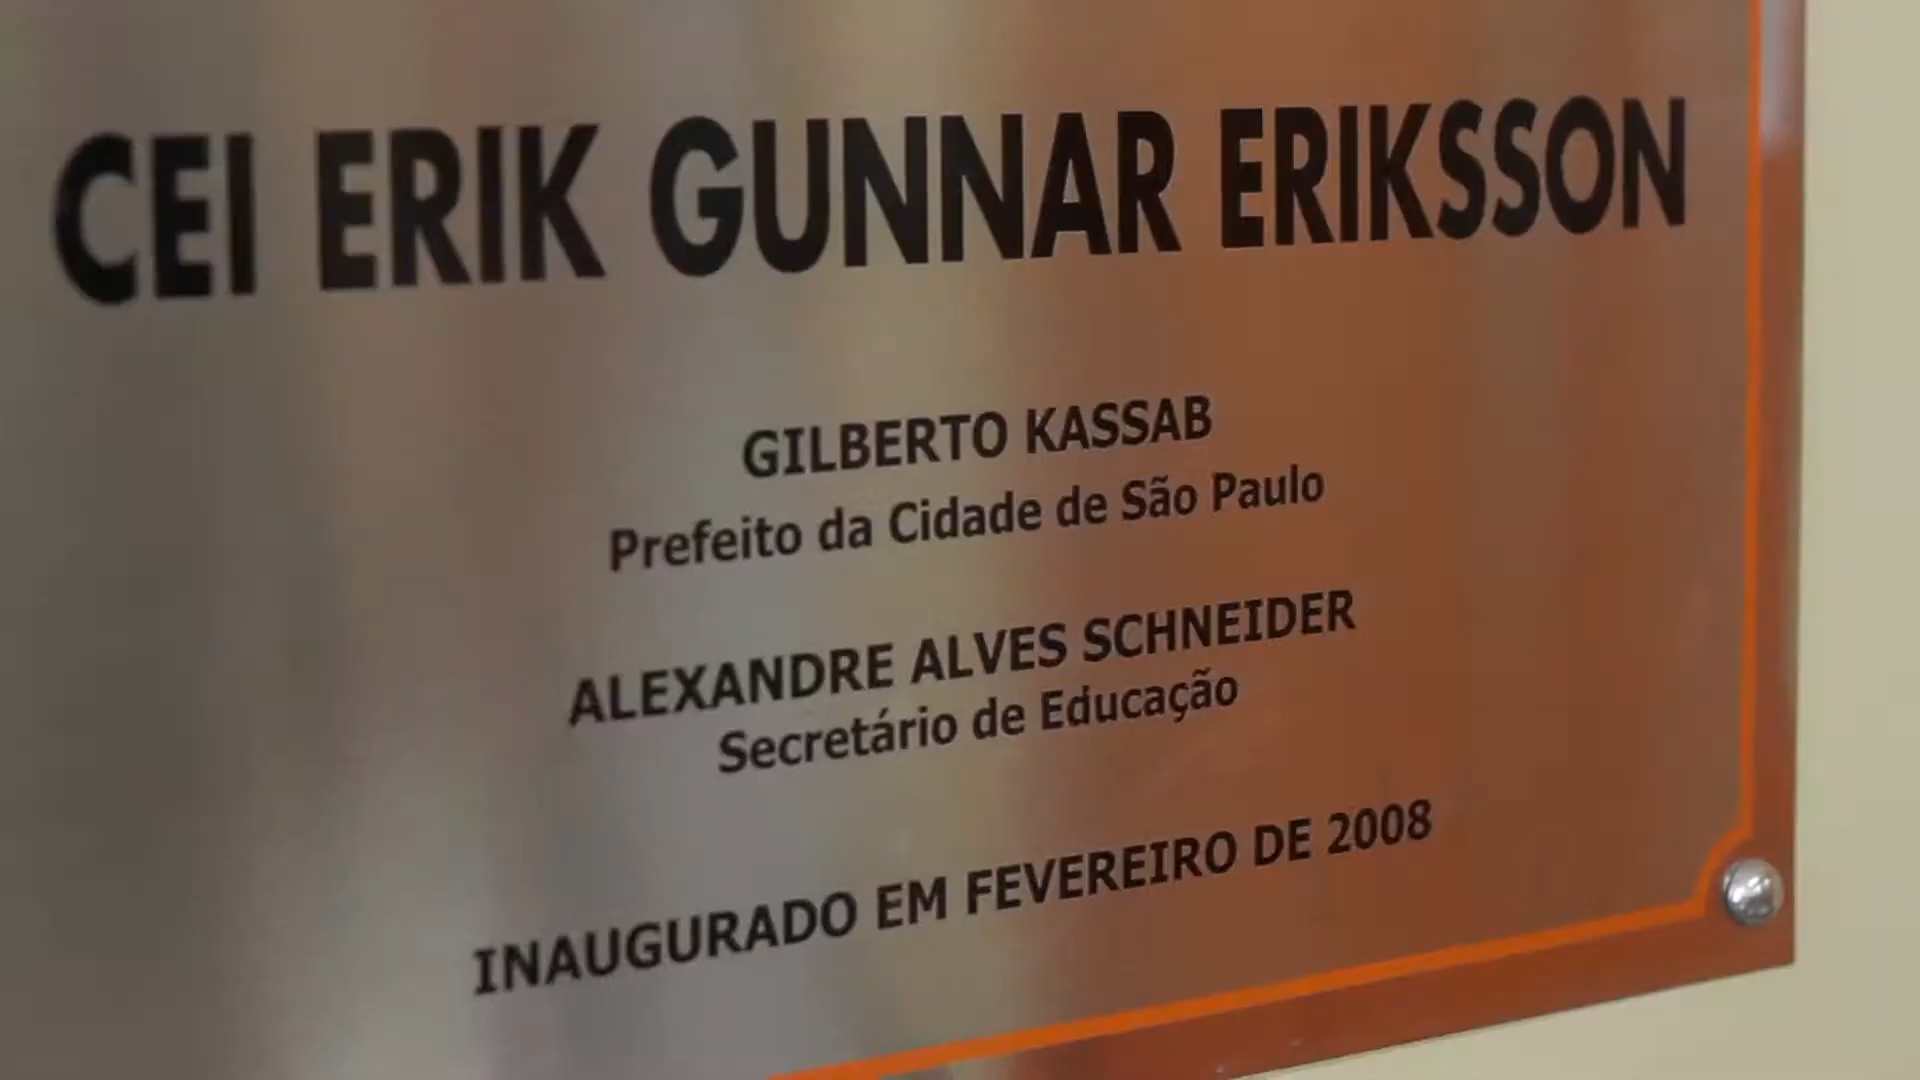 CEI ERIK GUNNAR ERIKSSON
GILBERTO KASSAB
Prefeito da Cidade de São Paulo
ALEXANDRE ALVES SCHNEIDER
Secretário de Educação
INAUGURADO EM FEVEREIRO DE 2008